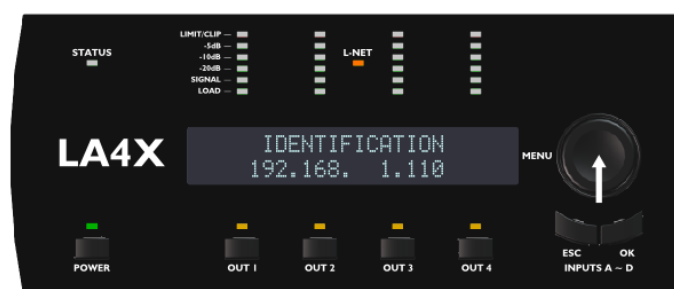 STATUS
LIMIT/CLIP
-5dB
-10dB
-20dB
SIGNAL
LOAD
L-NET
LA4X
IDENTIFICATION
192.168.  1.110
MENU
POWER
OUT 1
OUT 2
OUT 3
OUT 4
ESC
OK
INPUTS A ~ D